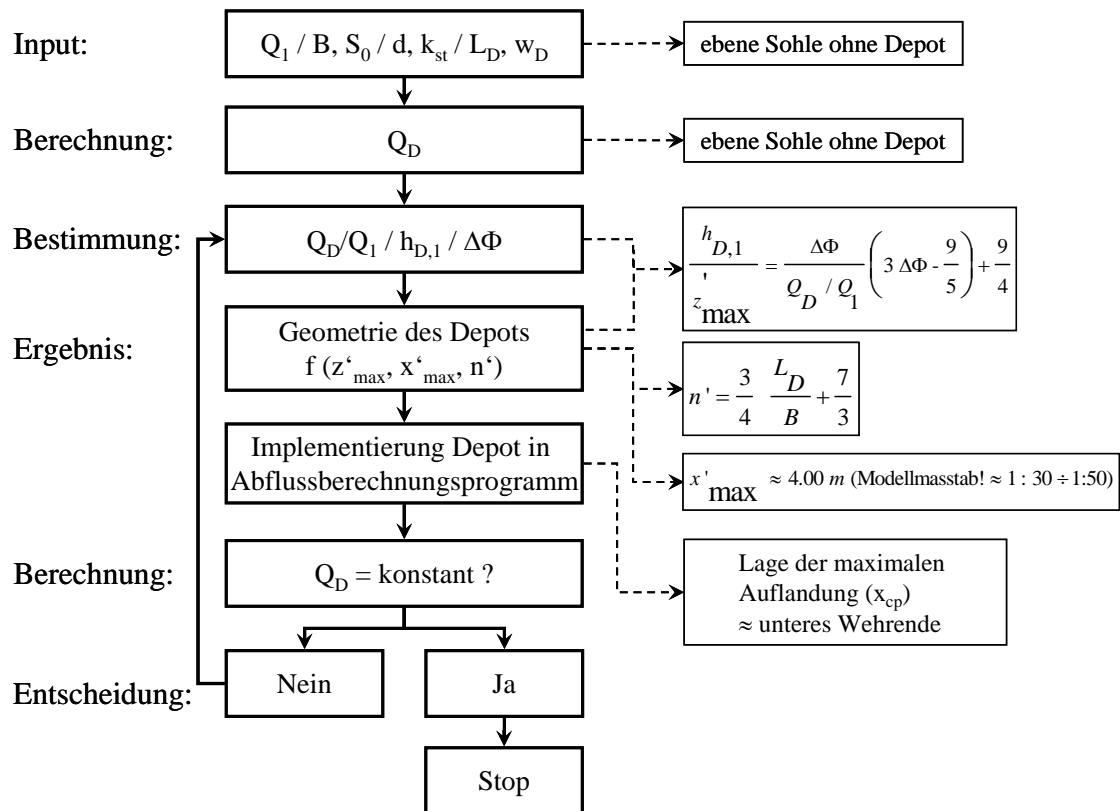 Input:
Q1 / B, S0 / d, kst / LD, wD
ebene Sohle ohne Depot
Berechnung:
QD
ebene Sohle ohne Depot
Bestimmung:
QD/Q1 / hD,1 / ΔΦ
hD,1 / z'max = ΔΦ / (QD / Q1) (3 ΔΦ - 9/5) + 9/4
Ergebnis:
Geometrie des Depots
f (z‘max, x‘max, n‘)
n' = 3/4 LD/B + 7/3
Implementierung Depot in
Abflussberechnungsprogramm
x'max ≈ 4.00 m (Modellmasstab! ≈ 1 : 30 ÷ 1:50)
Berechnung:
QD = konstant ?
Lage der maximalen
Auflandung (xcp)
≈ unteres Wehrende
Entscheidung:
Nein
Ja
Stop